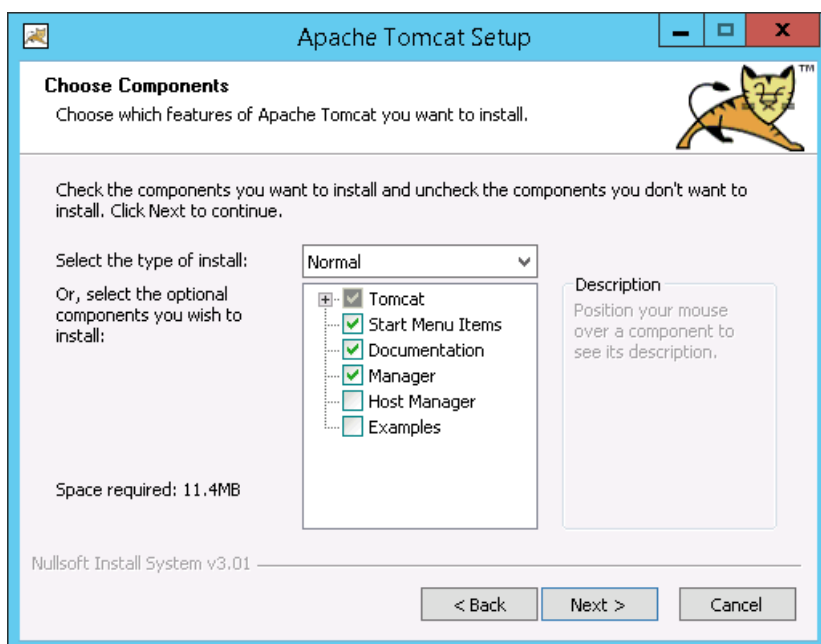 Apache Tomcat Setup
Choose Components
Choose which features of Apache Tomcat you want to install.
TM
Check the components you want to install and uncheck the components you don't want to
install. Click Next to continue.
Select the type of install:
Normal
Or, select the optional
components you wish to
install:
Tomcat
Start Menu Items
Documentation
Manager
Host Manager
Examples
Description
Position your mouse
over a component to
see its description.
Space required: 11.4MB
Nullsoft Install System v3.01
< Back
Next >
Cancel